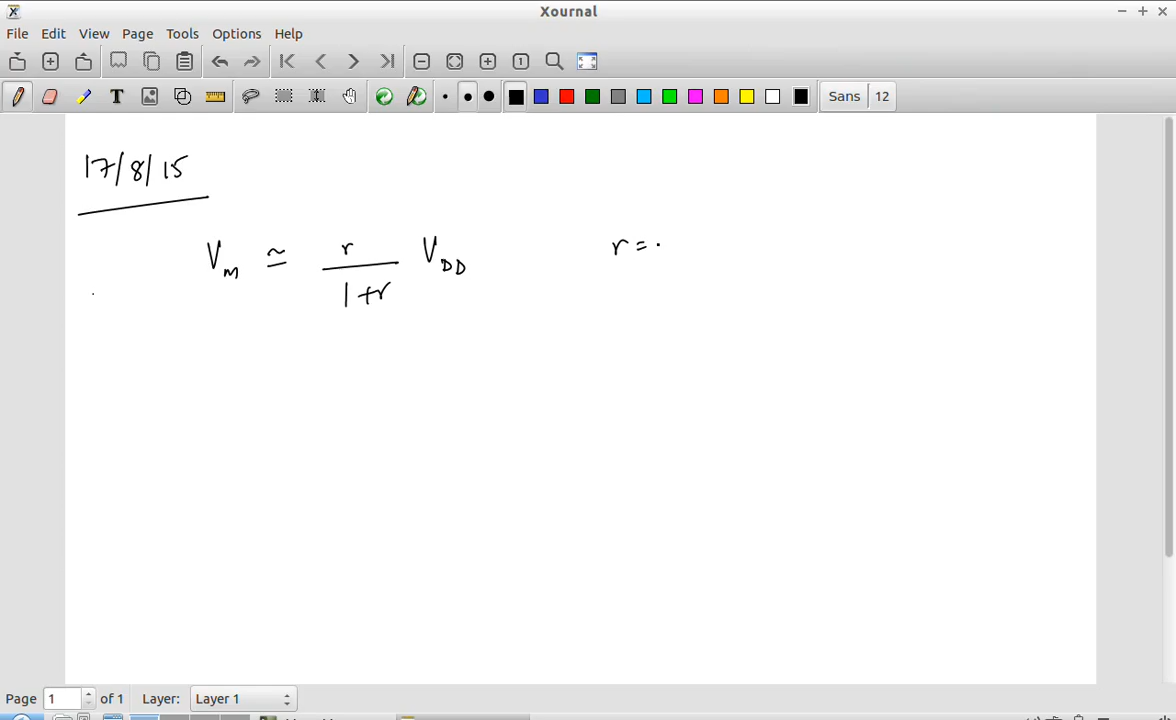 Xournal
File Edit View Page Tools Options Help
Sans 12
17/8/15
V_m ≅ r/(1+r) V_DD r = .
Page 1 of 1 Layer: Layer 1